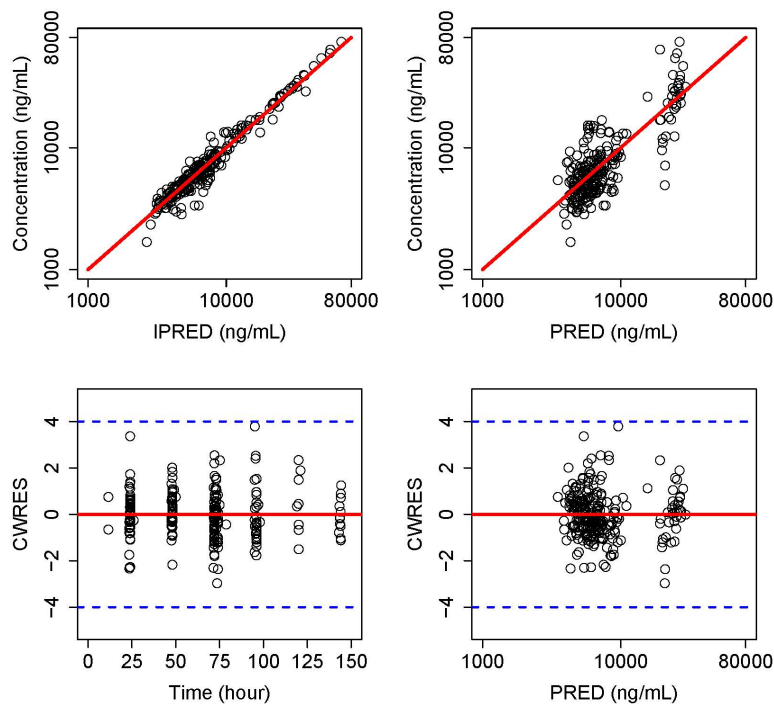 80000
10000
1000
Concentration (ng/mL)
1000 10000 80000
IPRED (ng/mL)
80000
10000
1000
Concentration (ng/mL)
1000 10000 80000
PRED (ng/mL)
4
2
0
−2
−4
CWRES
0 25 50 75 100 125 150
Time (hour)
4
2
0
−2
−4
CWRES
1000 10000 80000
PRED (ng/mL)